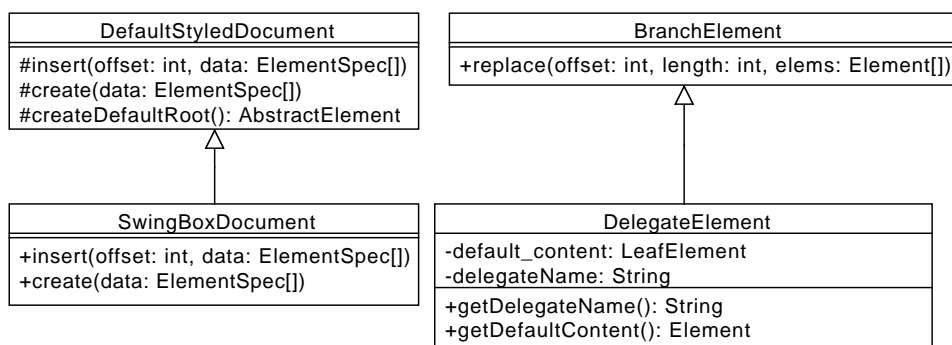 DefaultStyledDocument
#insert(offset: int, data: ElementSpec[])
#create(data: ElementSpec[])
#createDefaultRoot(): AbstractElement
BranchElement
+replace(offset: int, length: int, elems: Element[])
SwingBoxDocument
+insert(offset: int, data: ElementSpec[])
+create(data: ElementSpec[])
DelegateElement
-default_content: LeafElement
-delegateName: String
+getDelegateName(): String
+getDefaultContent(): Element